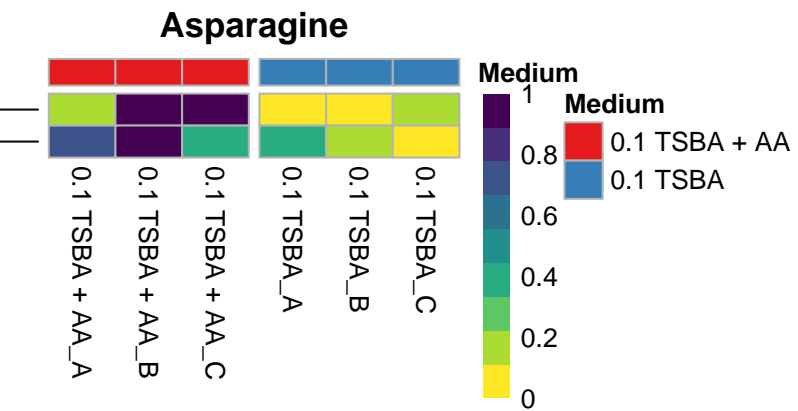 Asparagine
Medium
1
0.8
0.6
0.4
0.2
0
Medium
0.1 TSBA + AA
0.1 TSBA
0.1 TSBA + AA_A
0.1 TSBA + AA_B
0.1 TSBA + AA_C
0.1 TSBA_A
0.1 TSBA_B
0.1 TSBA_C